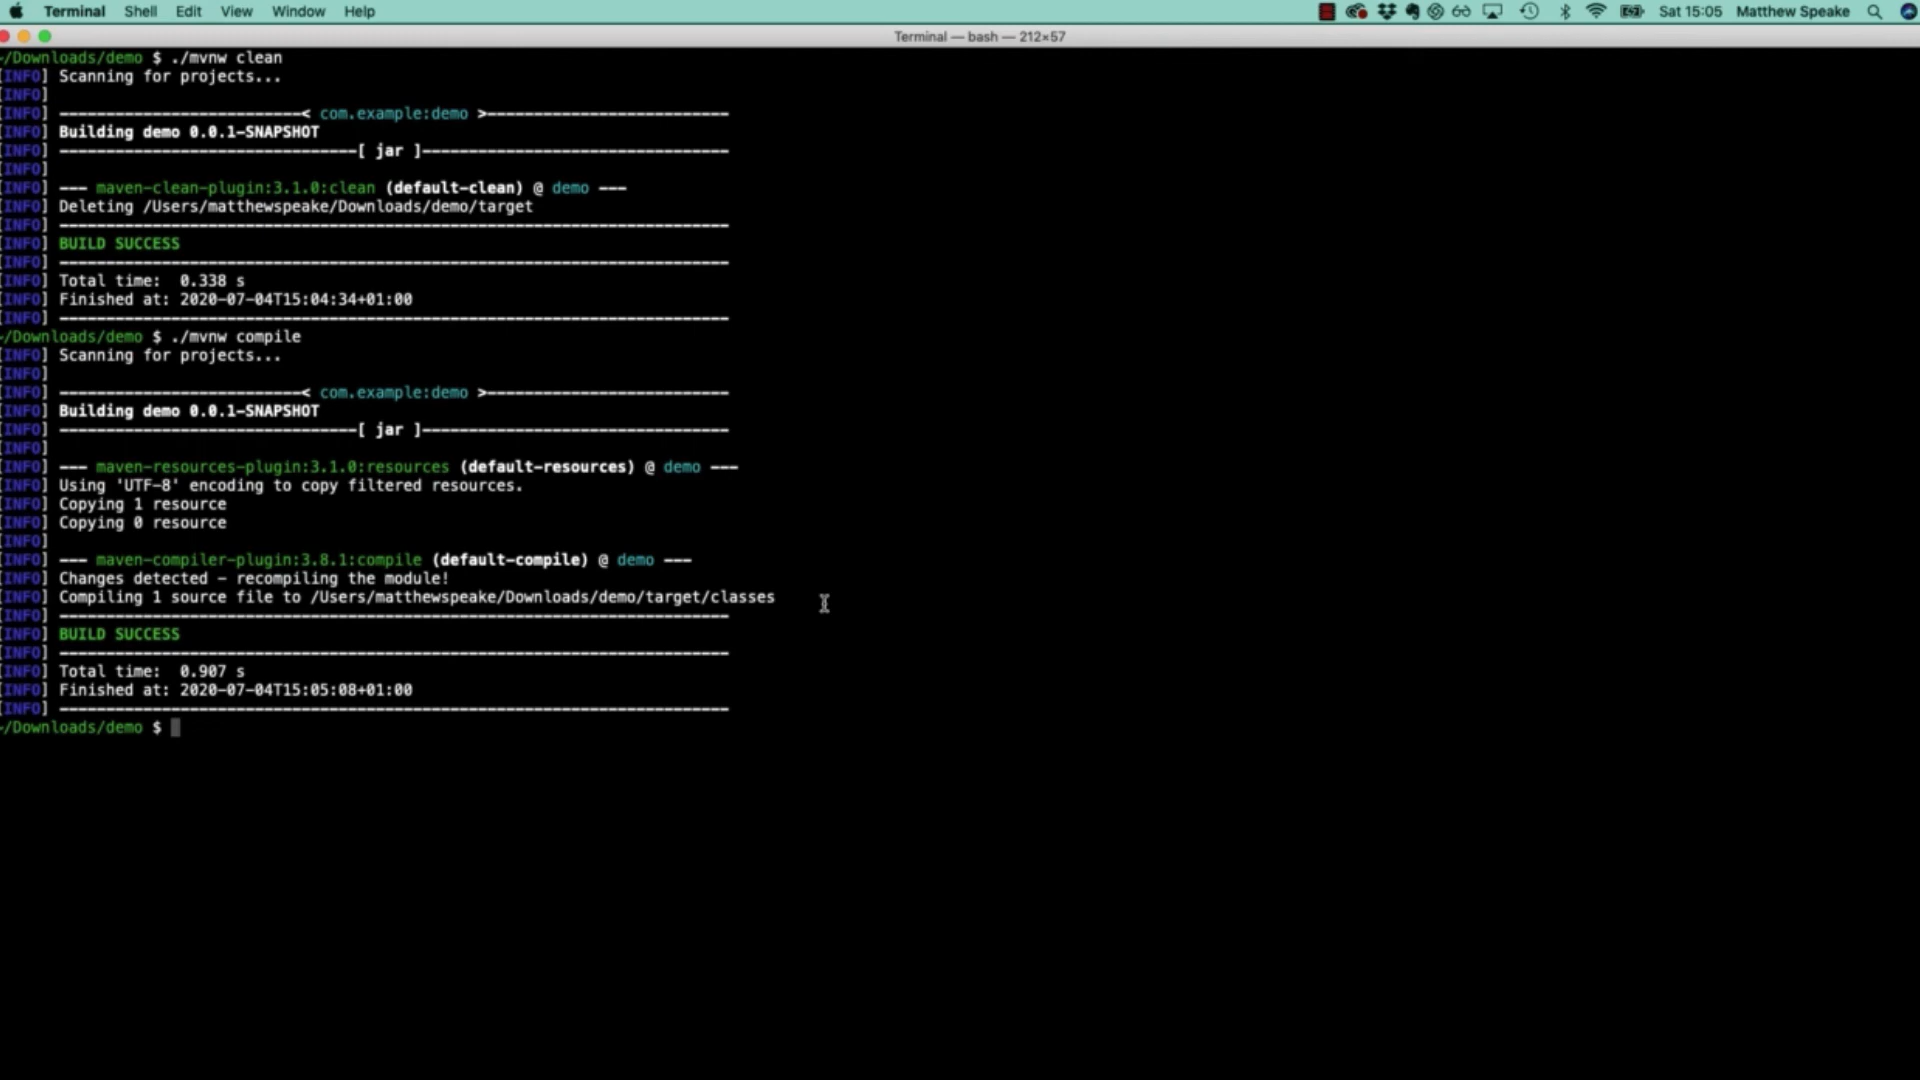 Terminal Shell Edit View Window Help Sat 15:05 Matthew Speake
Terminal — bash — 212×57
~/Downloads/demo $ ./mvnw clean
[INFO] Scanning for projects...
[INFO]
[INFO] --------------------------< com.example:demo >--------------------------
[INFO] Building demo 0.0.1-SNAPSHOT
[INFO] --------------------------------[ jar ]---------------------------------
[INFO]
[INFO] --- maven-clean-plugin:3.1.0:clean (default-clean) @ demo ---
[INFO] Deleting /Users/matthewspeake/Downloads/demo/target
[INFO] ------------------------------------------------------------------------
[INFO] BUILD SUCCESS
[INFO] ------------------------------------------------------------------------
[INFO] Total time:  0.338 s
[INFO] Finished at: 2020-07-04T15:04:34+01:00
[INFO] ------------------------------------------------------------------------
~/Downloads/demo $ ./mvnw compile
[INFO] Scanning for projects...
[INFO]
[INFO] --------------------------< com.example:demo >--------------------------
[INFO] Building demo 0.0.1-SNAPSHOT
[INFO] --------------------------------[ jar ]---------------------------------
[INFO]
[INFO] --- maven-resources-plugin:3.1.0:resources (default-resources) @ demo ---
[INFO] Using 'UTF-8' encoding to copy filtered resources.
[INFO] Copying 1 resource
[INFO] Copying 0 resource
[INFO]
[INFO] --- maven-compiler-plugin:3.8.1:compile (default-compile) @ demo ---
[INFO] Changes detected - recompiling the module!
[INFO] Compiling 1 source file to /Users/matthewspeake/Downloads/demo/target/classes
[INFO] ------------------------------------------------------------------------
[INFO] BUILD SUCCESS
[INFO] ------------------------------------------------------------------------
[INFO] Total time:  0.907 s
[INFO] Finished at: 2020-07-04T15:05:08+01:00
[INFO] ------------------------------------------------------------------------
~/Downloads/demo $